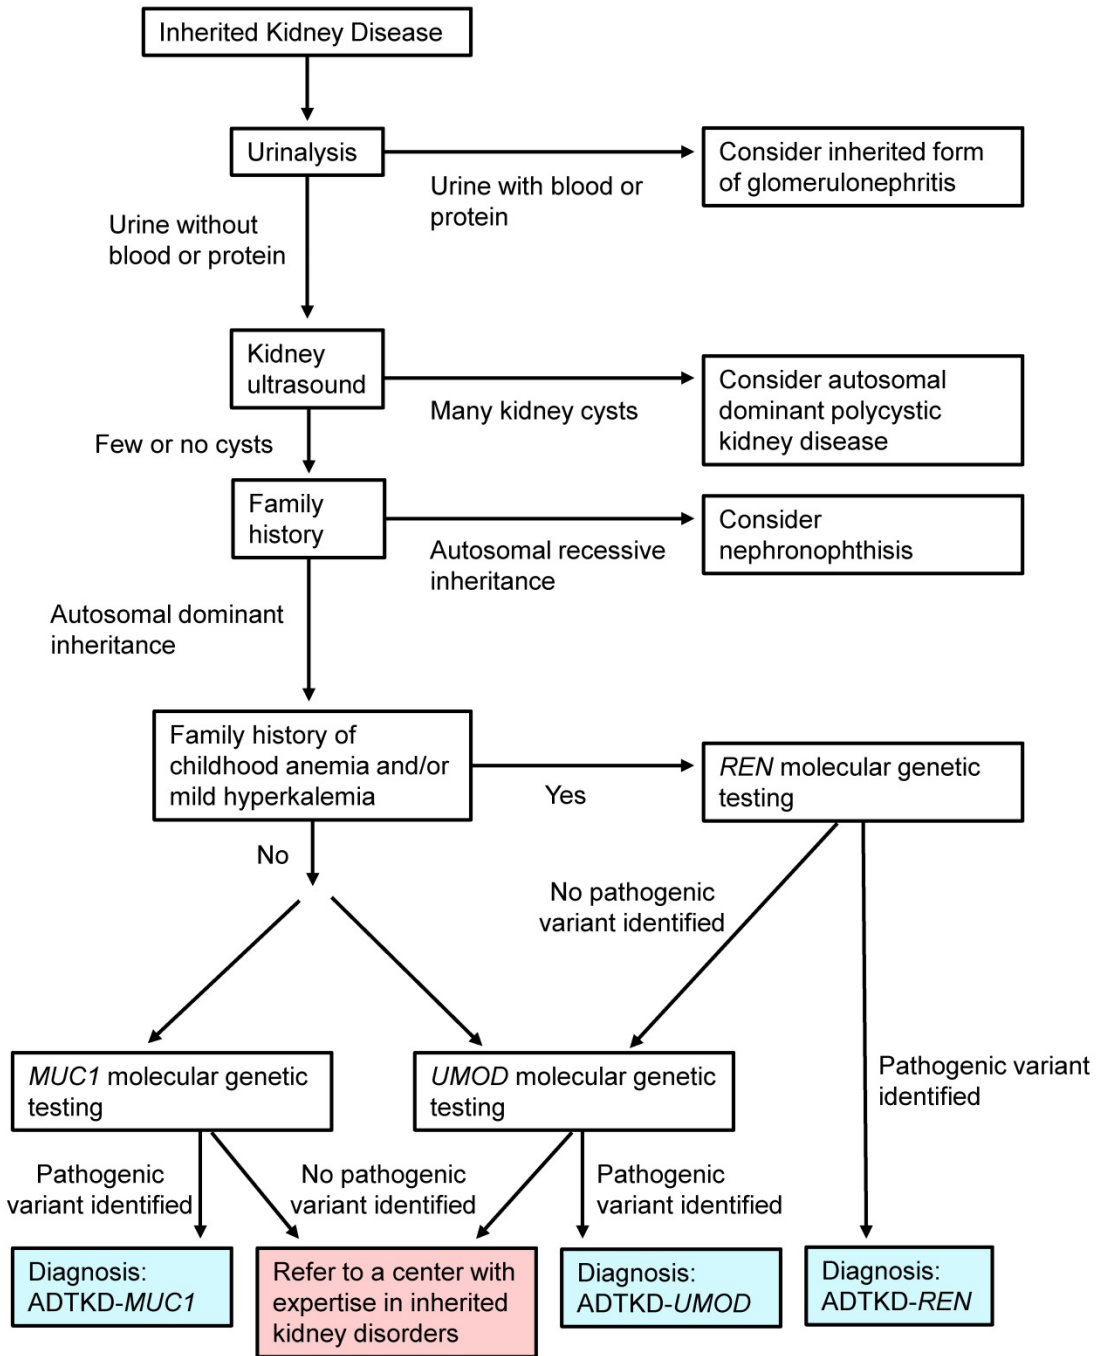 Inherited Kidney Disease
Urinalysis
Consider inherited form
of glomerulonephritis
Urine with blood or
protein
Urine without
blood or protein
Kidney
ultrasound
Consider autosomal
dominant polycystic
kidney disease
Many kidney cysts
Few or no cysts
Family
history
Consider
nephronophthisis
Autosomal recessive
inheritance
Autosomal dominant
inheritance
Family history of
childhood anemia and/or
mild hyperkalemia
Yes
REN molecular genetic
testing
No
No pathogenic
variant identified
Pathogenic variant
identified
MUC1 molecular genetic
testing
UMOD molecular genetic
testing
Pathogenic
variant identified
No pathogenic
variant identified
Pathogenic
variant identified
Diagnosis:
ADTKD-MUC1
Refer to a center with
expertise in inherited
kidney disorders
Diagnosis:
ADTKD-UMOD
Diagnosis:
ADTKD-REN